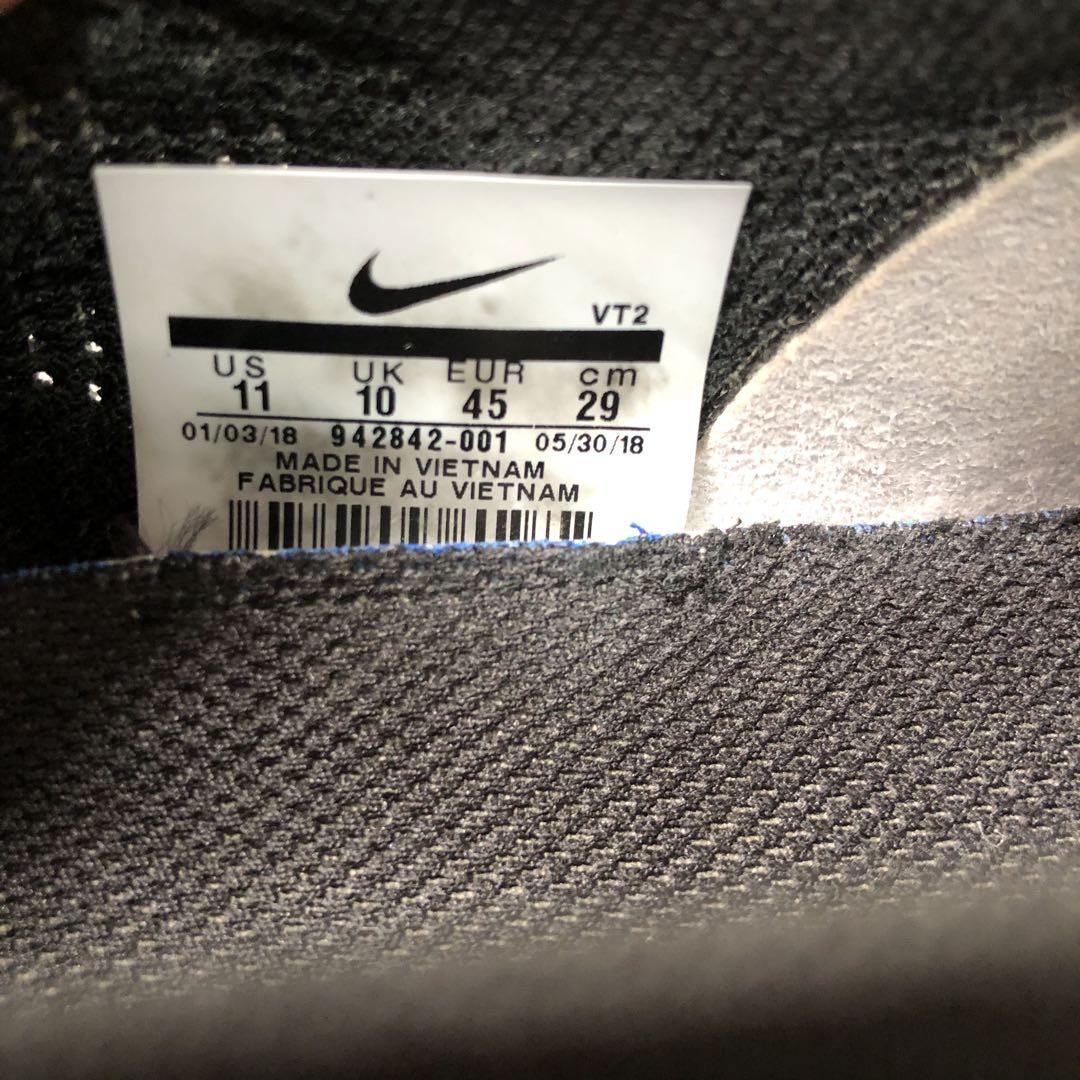 VT2
US UK EUR cm
11 10 45 29
01/03/18 942842-001 05/30/18
MADE IN VIETNAM
FABRIQUE AU VIETNAM